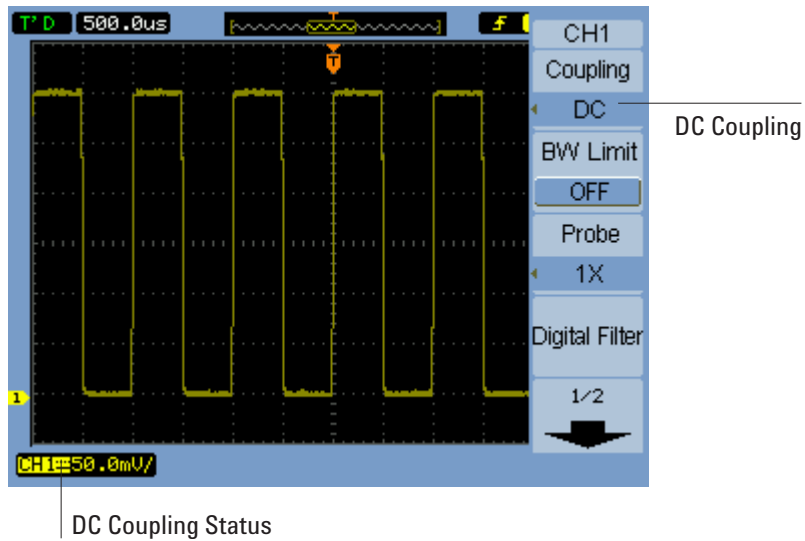 T'D 500.0us
T
CH1
Coupling
DC
DC Coupling
BW Limit
OFF
Probe
1X
Digital Filter
1/2
1
CH1 50.0mV/
DC Coupling Status